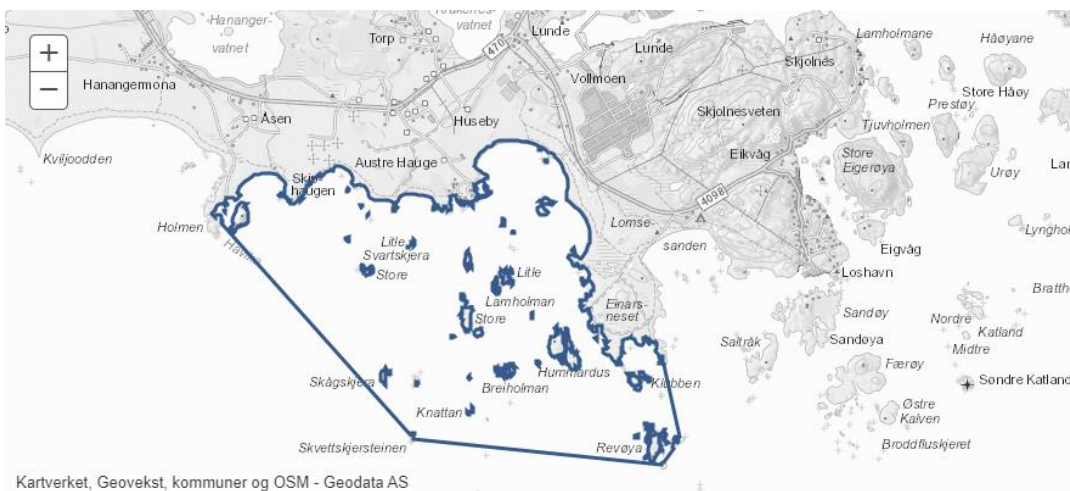 Hananger-
vatnet
Kråkenes-
vatnet
Torp
Lunde
Lunde
470
Lamholmane
Håøyane
+
−
Hanangermona
Vollmoen
Skjolnes
Store Håøy
Åsen
Huseby
Skjolnesveten
Prestøy
Tjuvholmen
Kviljoodden
Austre Hauge
Eikvåg
Store
Eigerøya
Urøy
Skip-
haugen
4098
Holmen
Lomse-
sanden
Litle
Svartskjera
Store
Eigvåg
Loshavn
Litle
Lamholman
Store
Einars-
neset
Sandøy
Sandøya
Nordre
Katland
Midtre
Saltråk
Færøy
Skågskjera
Breiholman
Hummardus
Klubben
Søndre Katland
Knattan
Østre
Kalven
Skvettskjersteinen
Revøya
Broddfluskjeret
Kartverket, Geovekst, kommuner og OSM - Geodata AS